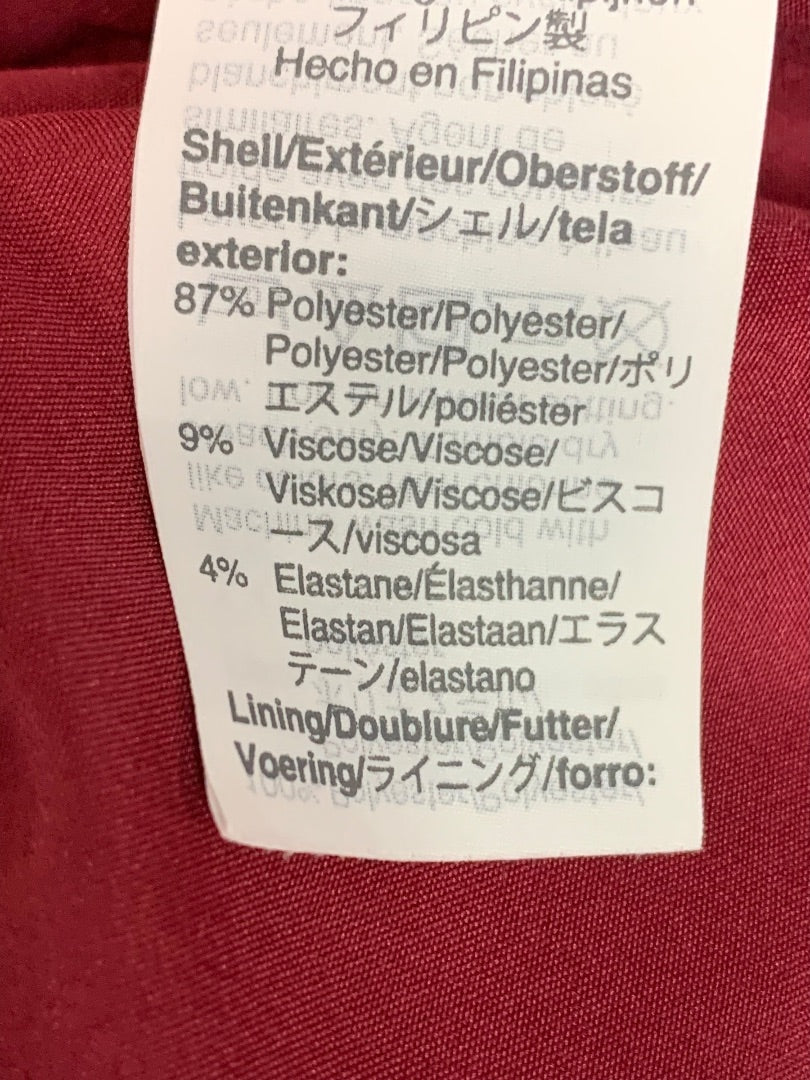 フィリピン製
Hecho en Filipinas
Shell/Extérieur/Oberstoff/
Buitenkant/シェル/tela
exterior:
87% Polyester/Polyester/
Polyester/Polyester/ポリ
エステル/poliéster
9% Viscose/Viscose/
Viskose/Viscose/ビスコ
ース/viscosa
4% Elastane/Élasthanne/
Elastan/Elastaan/エラス
テーン/elastano
Lining/Doublure/Futter/
Voering/ライニング/forro: